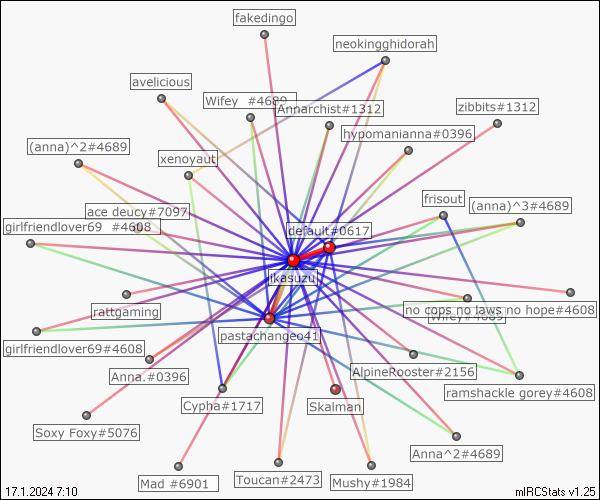 fakedingo
neokingghidorah
avelicious
Wifey  #4689
Annarchist#1312
zibbits#1312
hypomanianna#0396
(anna)^2#4689
xenoyaut
frisout
(anna)^3#4689
ace deucy#7097
girlfriendlover69  #4608
default#0617
ikasuzu
rattgaming
no cops no laws no hope#4608
pastachangeo41
girlfriendlover69#4608
Anna.#0396
AlpineRooster#2156
ramshackle gorey#4608
Cypha#1717
Skalman
Soxy Foxy#5076
Anna^2#4689
Mad  #6901
Toucan#2473
Mushy#1984
17.1.2024 7:10
mIRCStats v1.25